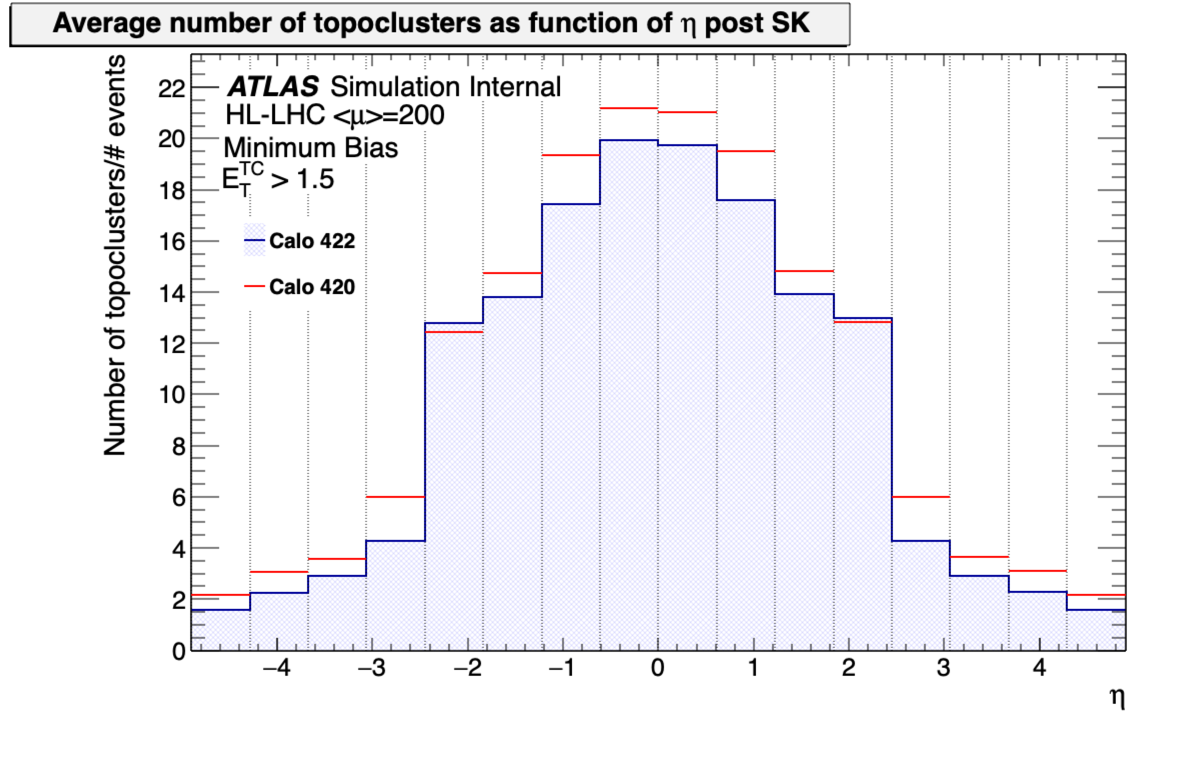 Average number of topoclusters as function of η post SK
Number of topoclusters/# events
ATLAS Simulation Internal
HL-LHC <μ>=200
Minimum Bias
E_T^TC > 1.5
Calo 422
Calo 420
22
20
18
16
14
12
10
8
6
4
2
0
−4 −3 −2 −1 0 1 2 3 4
η